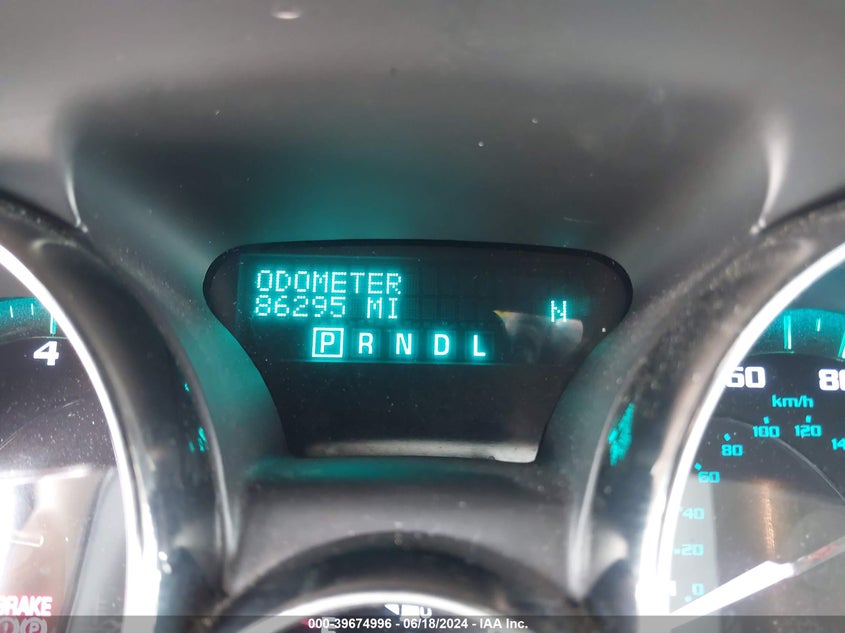 ODOMETER
86295 MI N
P R N D L
4
60 80
km/h
80 100 120
60
40
20
0
BRAKE
000-39674996 - 06/18/2024 - IAA Inc.